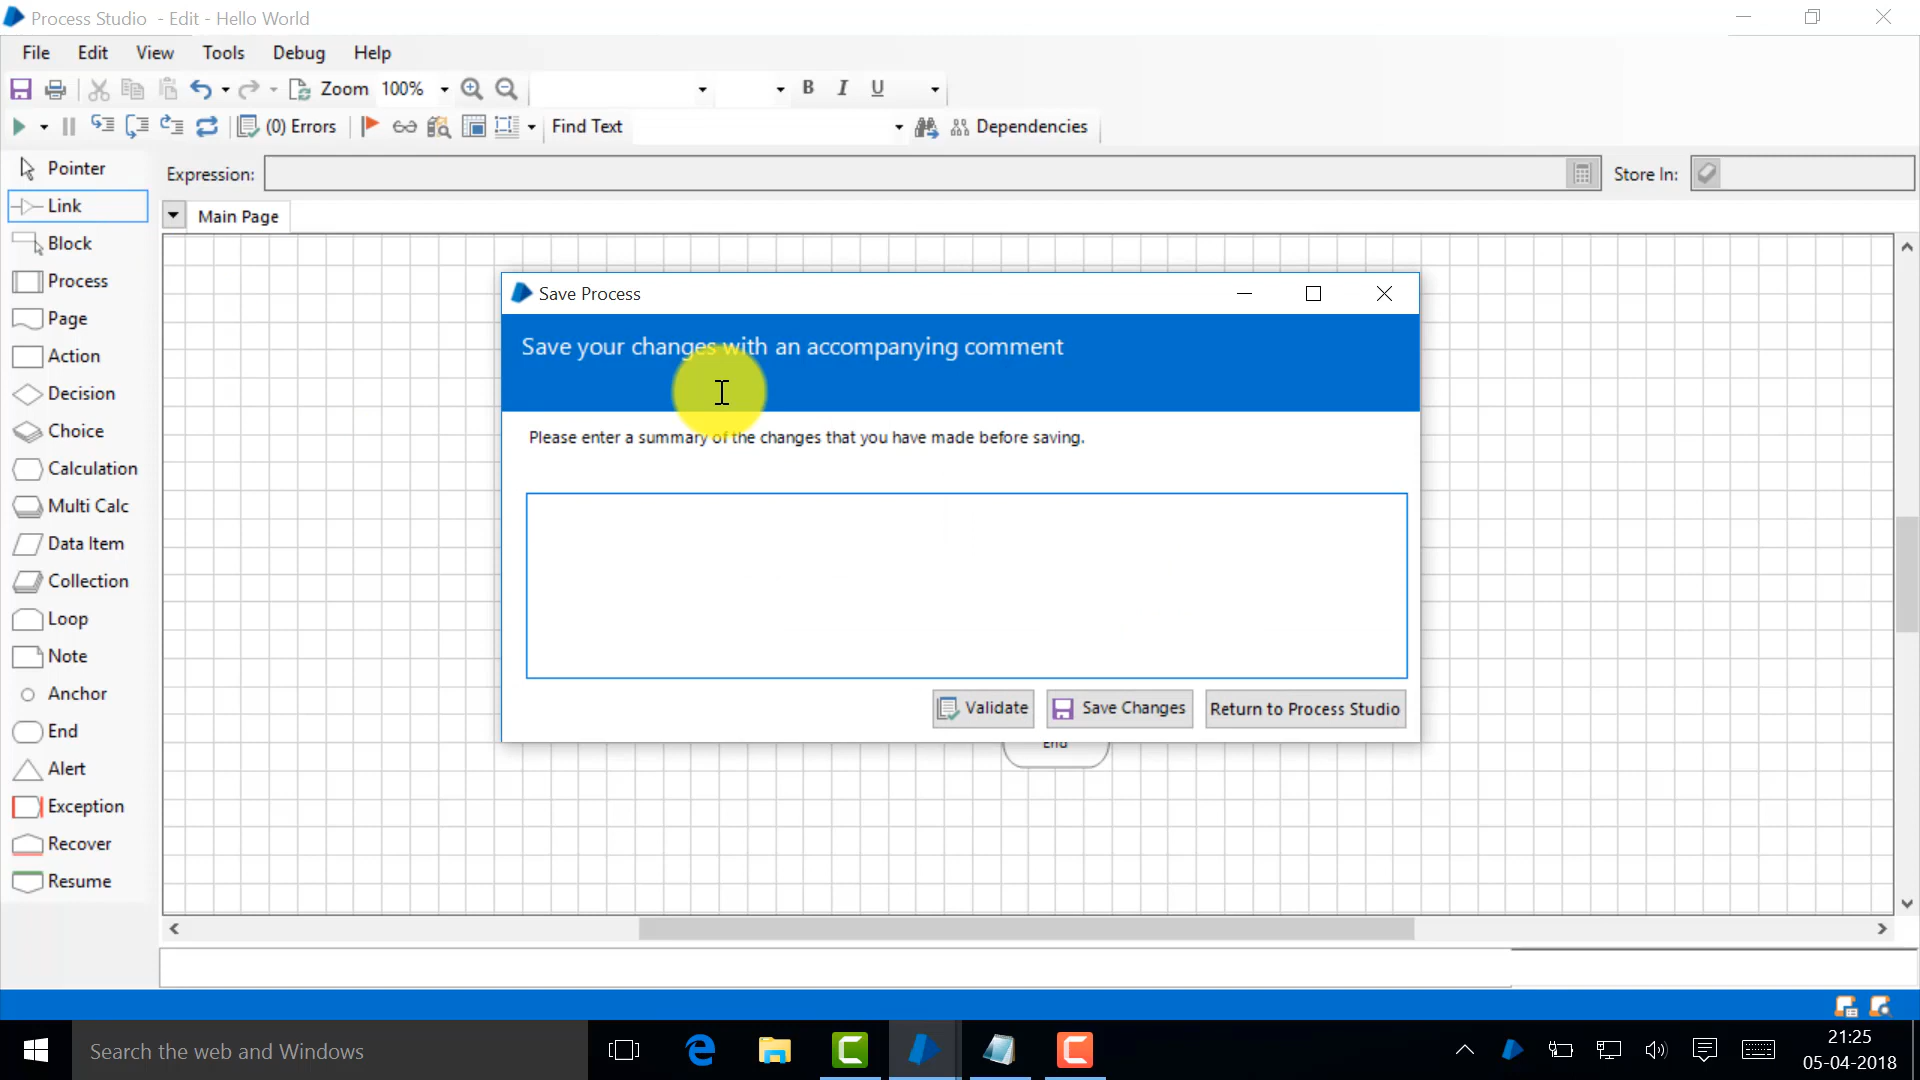 Process Studio - Edit - Hello World
File Edit View Tools Debug Help
Zoom 100% B I U
(0) Errors Find Text Dependencies
Pointer
Expression: Store In:
Link
Main Page
Block
Process
Page
Action
Decision
Choice
Calculation
Multi Calc
Data Item
Collection
Loop
Note
Anchor
End
Alert
Exception
Recover
Resume
Save Process
Save your changes with an accompanying comment
Please enter a summary of the changes that you have made before saving.
Validate Save Changes Return to Process Studio
End
Search the web and Windows
21:25
05-04-2018